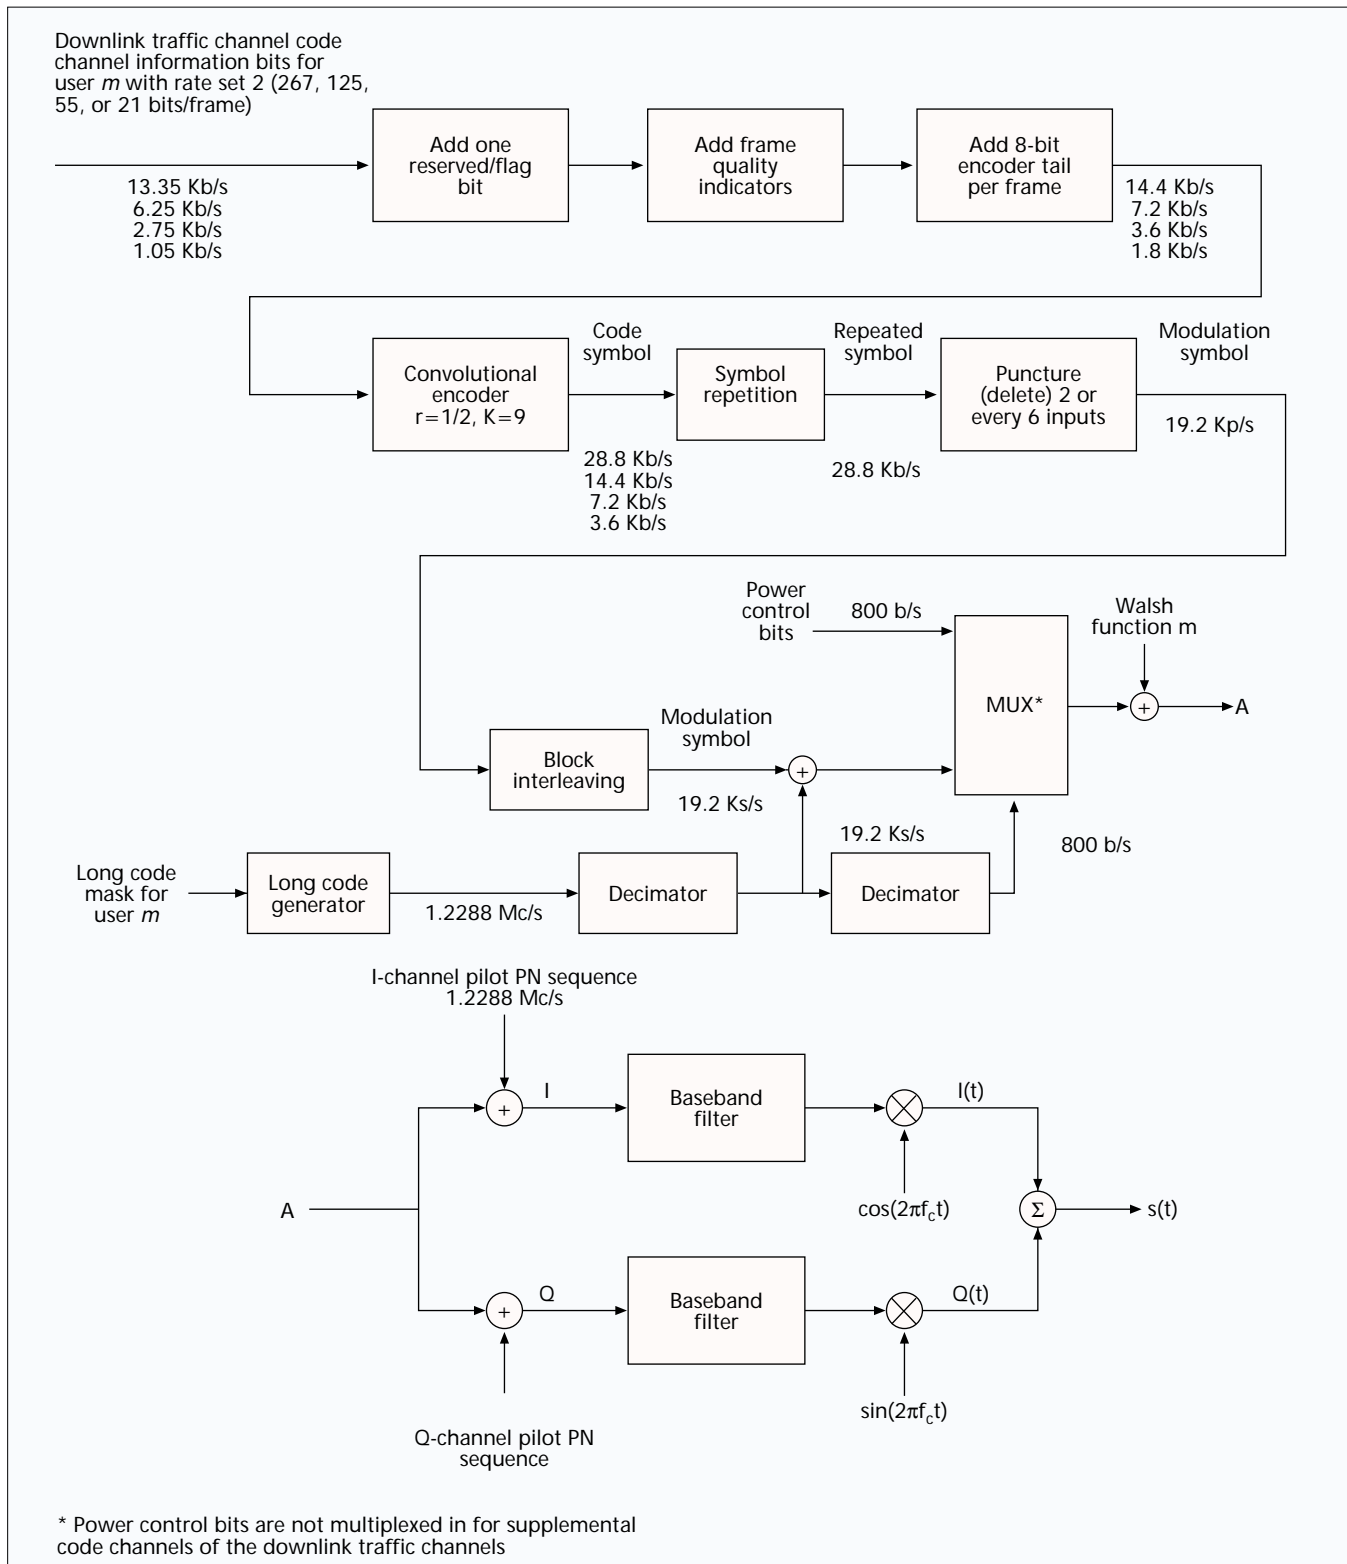 Downlink traffic channel code
channel information bits for
user m with rate set 2 (267, 125,
55, or 21 bits/frame)
13.35 Kb/s
6.25 Kb/s
2.75 Kb/s
1.05 Kb/s
Add one
reserved/flag
bit
Add frame
quality
indicators
Add 8-bit
encoder tail
per frame
14.4 Kb/s
7.2 Kb/s
3.6 Kb/s
1.8 Kb/s
Convolutional
encoder
r=1/2, K=9
Code
symbol
28.8 Kb/s
14.4 Kb/s
7.2 Kb/s
3.6 Kb/s
Symbol
repetition
Repeated
symbol
28.8 Kb/s
Puncture
(delete) 2 or
every 6 inputs
Modulation
symbol
19.2 Kp/s
Power
control
bits
800 b/s
MUX*
Walsh
function m
+
A
Block
interleaving
Modulation
symbol
19.2 Ks/s
+
19.2 Ks/s
800 b/s
Long code
mask for
user m
Long code
generator
1.2288 Mc/s
Decimator
Decimator
I-channel pilot PN sequence
1.2288 Mc/s
+
I
Baseband
filter
I(t)
cos(2πf_ct)
A
Σ
s(t)
+
Q
Baseband
filter
Q(t)
sin(2πf_ct)
Q-channel pilot PN
sequence
* Power control bits are not multiplexed in for supplemental
code channels of the downlink traffic channels